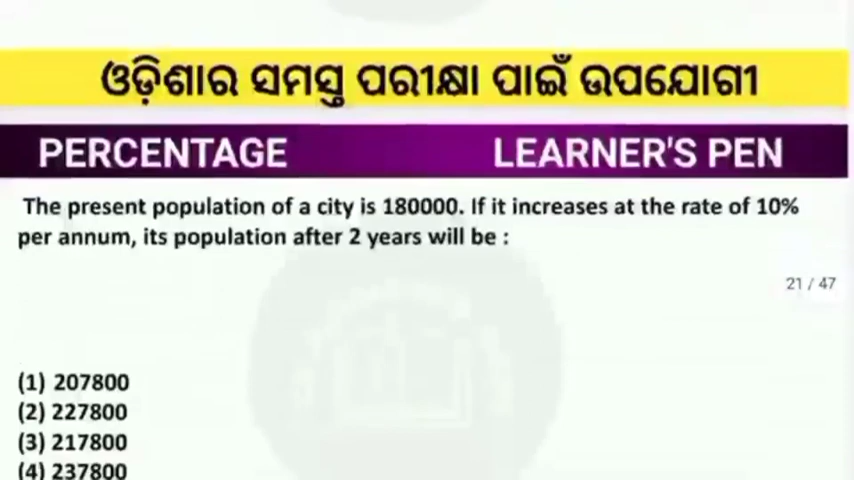 ଓଡ଼ିଶାର ସମସ୍ତ ପରୀକ୍ଷା ପାଇଁ ଉପଯୋଗୀ
PERCENTAGE LEARNER'S PEN
The present population of a city is 180000. If it increases at the rate of 10%
per annum, its population after 2 years will be :
21 / 47
(1) 207800
(2) 227800
(3) 217800
(4) 237800